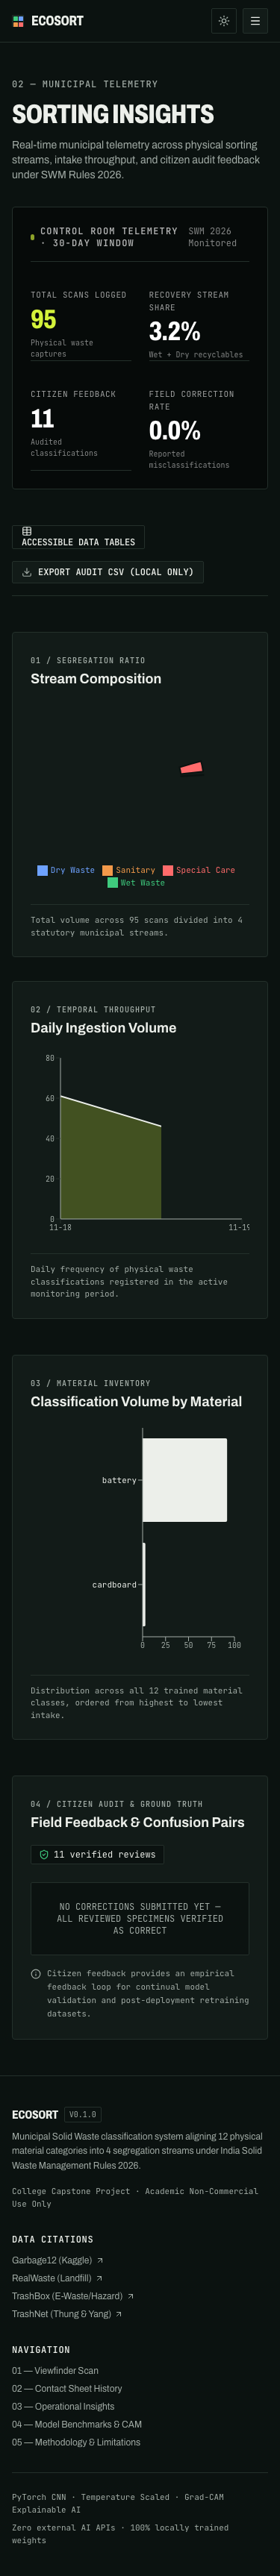 ECOSORT
02 — MUNICIPAL TELEMETRY
SORTING INSIGHTS
Real-time municipal telemetry across physical sorting
streams, intake throughput, and citizen audit feedback
under SWM Rules 2026.
CONTROL ROOM TELEMETRY
· 30-DAY WINDOW
SWM 2026
Monitored
TOTAL SCANS LOGGED
95
Physical waste
captures
RECOVERY STREAM
SHARE
3.2%
Wet + Dry recyclables
CITIZEN FEEDBACK
11
Audited
classifications
FIELD CORRECTION
RATE
0.0%
Reported
misclassifications
ACCESSIBLE DATA TABLES
EXPORT AUDIT CSV (LOCAL ONLY)
01 / SEGREGATION RATIO
Stream Composition
Dry Waste Sanitary Special Care
Wet Waste
Total volume across 95 scans divided into 4
statutory municipal streams.
02 / TEMPORAL THROUGHPUT
Daily Ingestion Volume
80
60
40
20
0
11-18 11-19
Daily frequency of physical waste
classifications registered in the active
monitoring period.
03 / MATERIAL INVENTORY
Classification Volume by Material
battery
cardboard
0 25 50 75 100
Distribution across all 12 trained material
classes, ordered from highest to lowest
intake.
04 / CITIZEN AUDIT & GROUND TRUTH
Field Feedback & Confusion Pairs
11 verified reviews
NO CORRECTIONS SUBMITTED YET —
ALL REVIEWED SPECIMENS VERIFIED
AS CORRECT
Citizen feedback provides an empirical
feedback loop for continual model
validation and post-deployment retraining
datasets.
ECOSORT V0.1.0
Municipal Solid Waste classification system aligning 12 physical
material categories into 4 segregation streams under India Solid
Waste Management Rules 2026.
College Capstone Project · Academic Non-Commercial
Use Only
DATA CITATIONS
Garbage12 (Kaggle)
RealWaste (Landfill)
TrashBox (E-Waste/Hazard)
TrashNet (Thung & Yang)
NAVIGATION
01 — Viewfinder Scan
02 — Contact Sheet History
03 — Operational Insights
04 — Model Benchmarks & CAM
05 — Methodology & Limitations
PyTorch CNN · Temperature Scaled · Grad-CAM
Explainable AI
Zero external AI APIs · 100% locally trained
weights